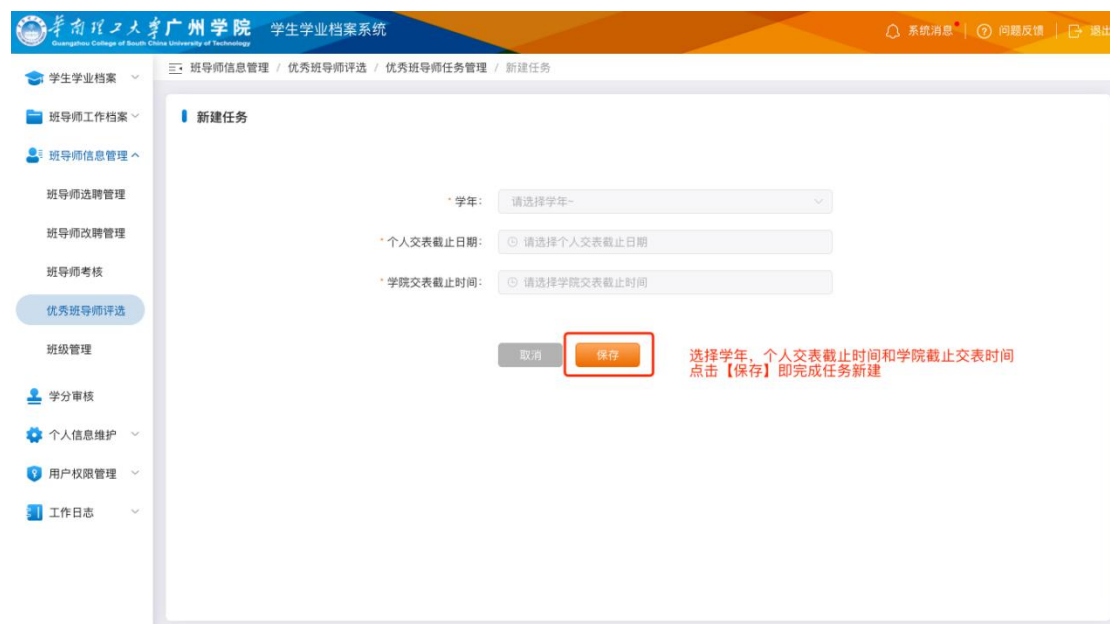 华南理工大学广州学院 学生学业档案系统 系统消息 问题反馈 退出
Guangzhou College of South China University of Technology
班导师信息管理 / 优秀班导师评选 / 优秀班导师任务管理 / 新建任务
学生学业档案
班导师工作档案
班导师信息管理
班导师选聘管理
班导师改聘管理
班导师考核
优秀班导师评选
班级管理
学分审核
个人信息维护
用户权限管理
工作日志
新建任务
*学年: 请选择学年~
*个人交表截止日期: 请选择个人交表截止日期
*学院交表截止时间: 请选择学院交表截止时间
取消 保存
选择学年，个人交表截止时间和学院截止交表时间
点击【保存】即完成任务新建